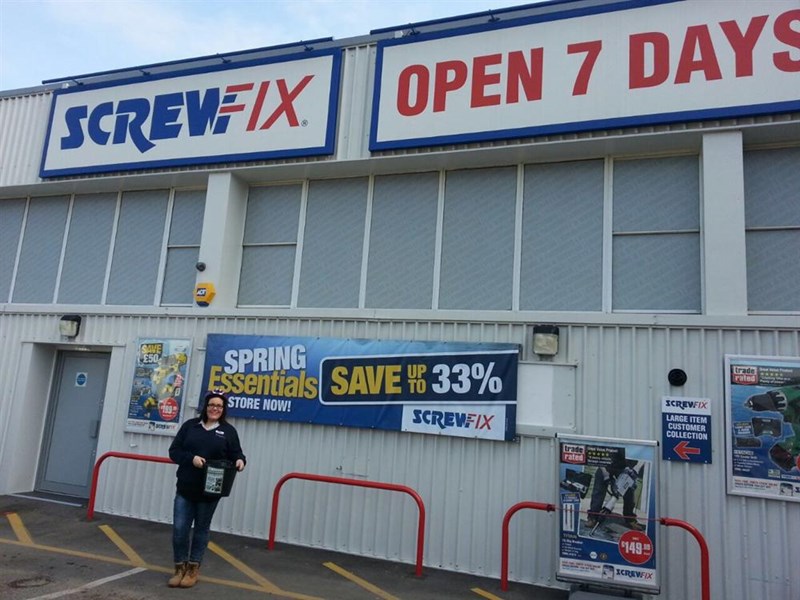 SCREWFIX
OPEN 7 DAYS
SPRING
Essentials
STORE NOW!
SAVE UP TO 33%
SCREWFIX
SAVE
£50
SCREWFIX
LARGE ITEM
CUSTOMER
COLLECTION
trade
rated
£149.99
SCREWFIX
trade
rated
SCREWFIX